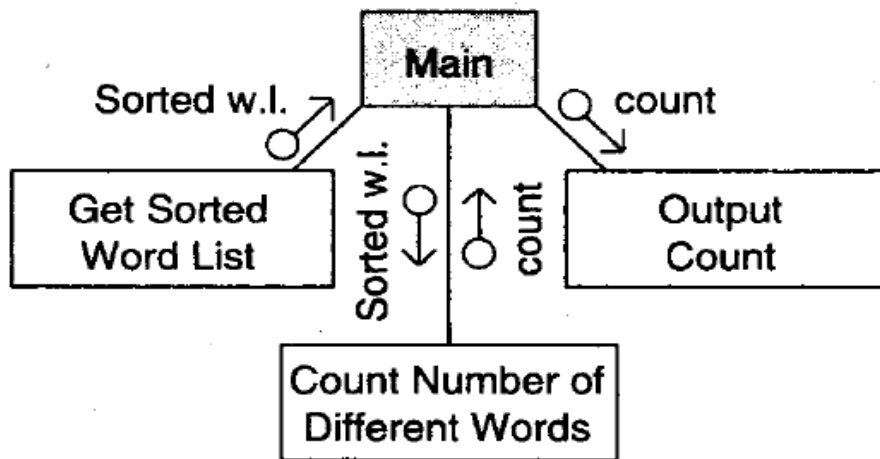 Main
Sorted w.l.
count
Get Sorted
Word List
Sorted w.l.
count
Output
Count
Count Number of
Different Words